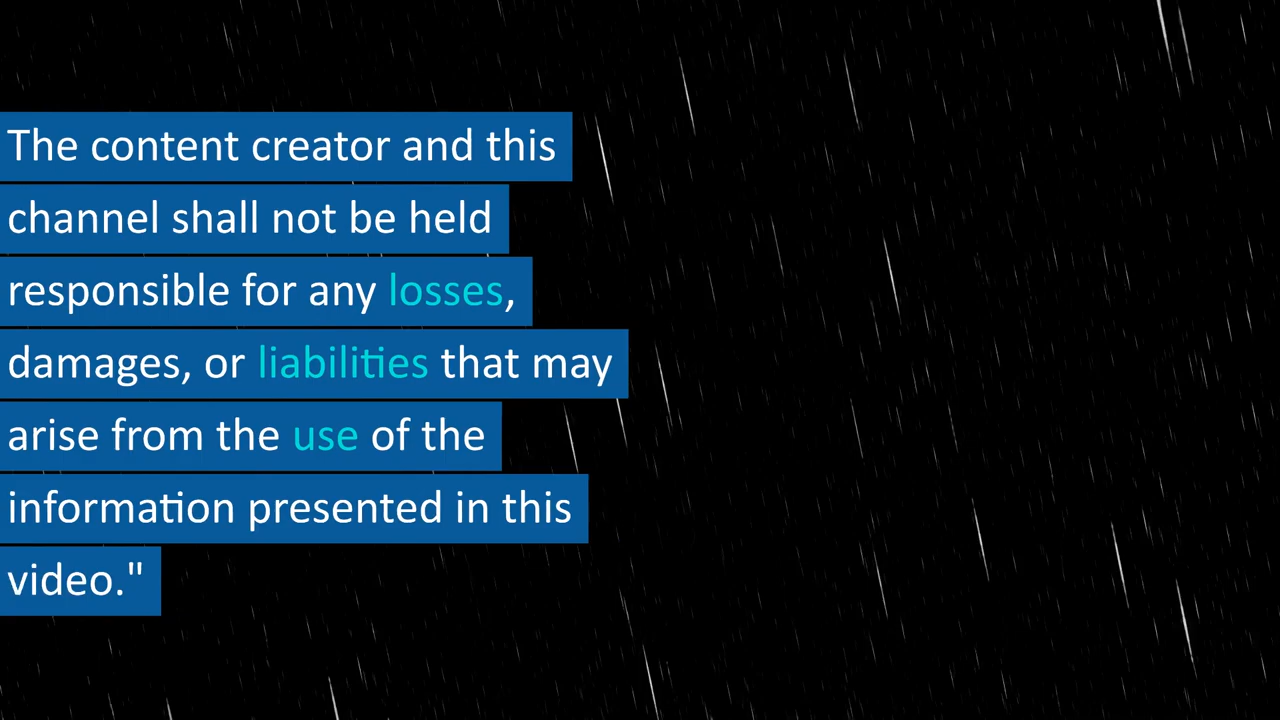 The content creator and this
channel shall not be held
responsible for any losses,
damages, or liabilities that may
arise from the use of the
information presented in this
video."